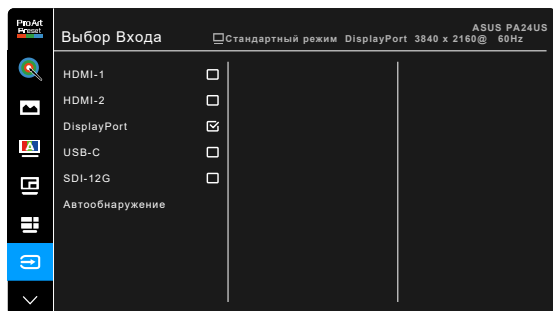 ProArt
Preset
ASUS PA24US
Выбор Входа
Стандартный режим DisplayPort 3840 x 2160@ 60Hz
HDMI-1
HDMI-2
DisplayPort
USB-C
SDI-12G
Автообнаружение
A